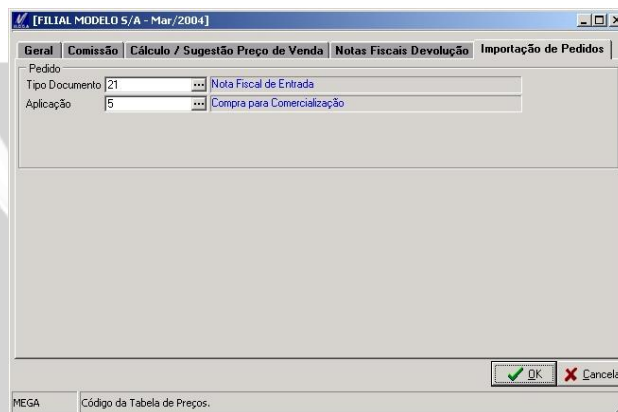 [FILIAL MODELO S/A - Mar/2004]
Geral Comissão Cálculo / Sugestão Preço de Venda Notas Fiscais Devolução Importação de Pedidos
Pedido
Tipo Documento 21 ... Nota Fiscal de Entrada
Aplicação 5 ... Compra para Comercialização
OK Cancela
MEGA Código da Tabela de Preços.